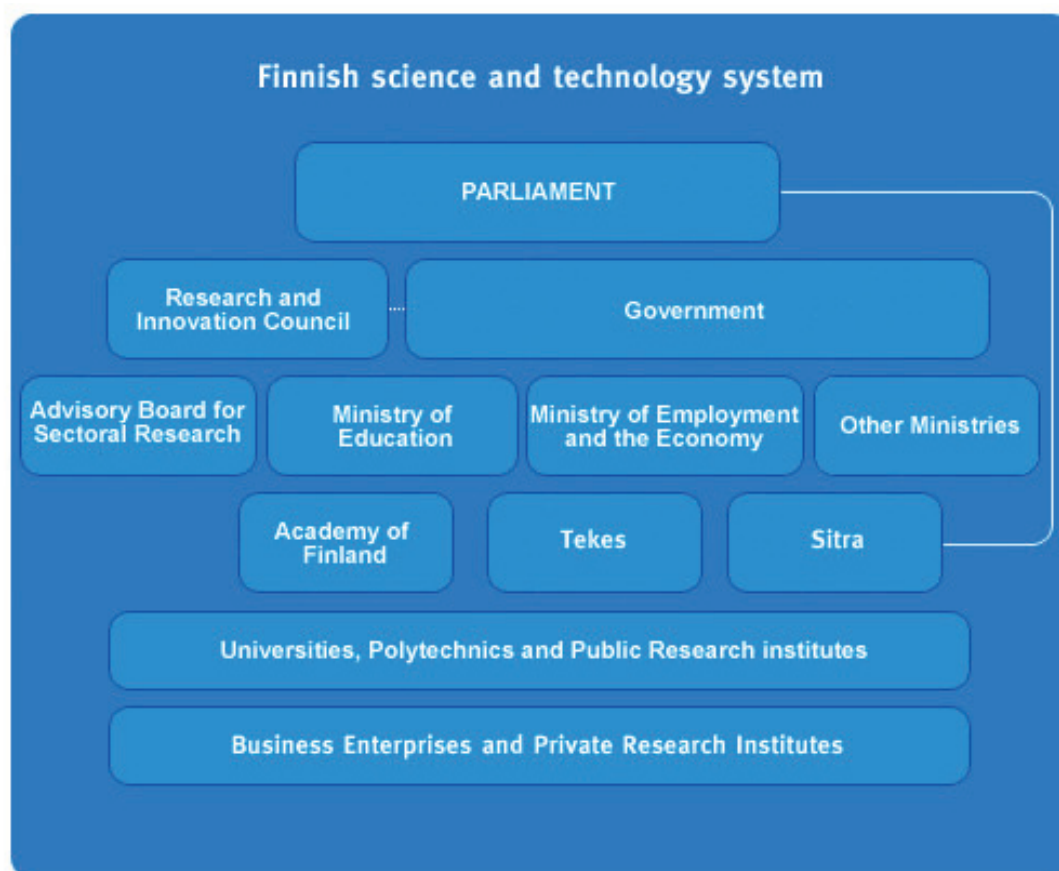 Finnish science and technology system
PARLIAMENT
Research and
Innovation Council
Government
Advisory Board for
Sectoral Research
Ministry of
Education
Ministry of Employment
and the Economy
Other Ministries
Academy of
Finland
Tekes
Sitra
Universities, Polytechnics and Public Research institutes
Business Enterprises and Private Research Institutes